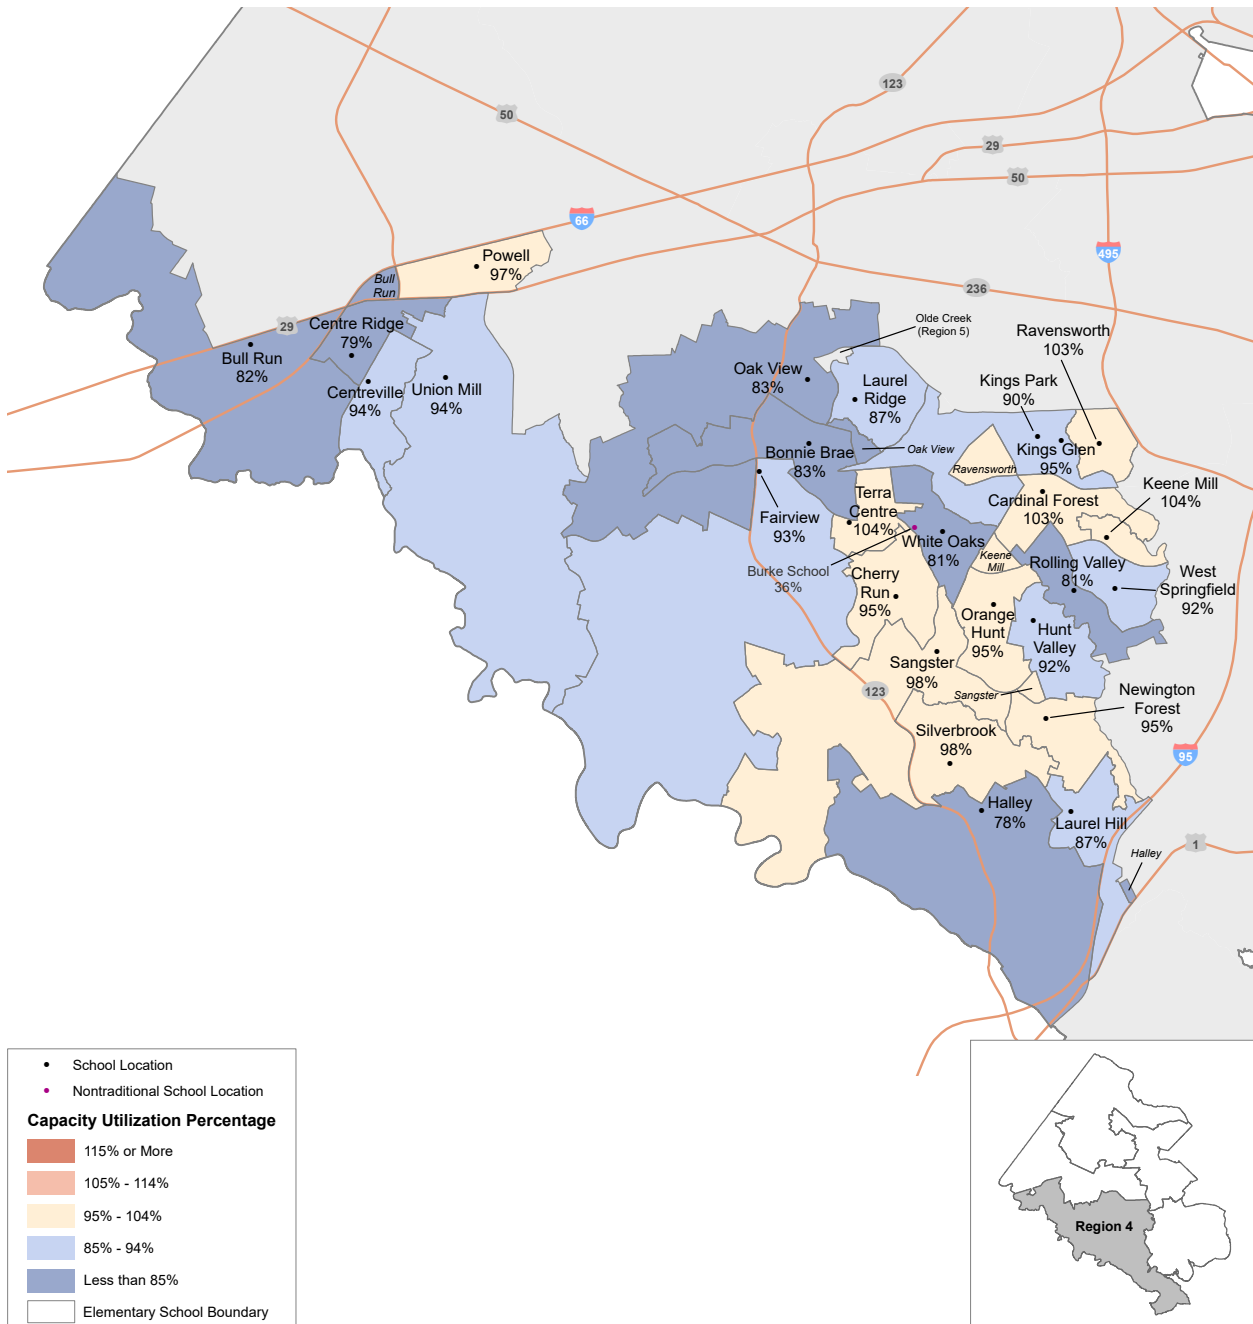 123
50
29
50
66
495
236
Powell
97%
Bull
Run
29
Centre Ridge
79%
Bull Run
82%
Centreville
94%
Union Mill
94%
Olde Creek
(Region 5)
Ravensworth
103%
Oak View
83%
Laurel
Ridge
87%
Kings Park
90%
Kings Glen
95%
Bonnie Brae
83%
Oak View
Ravensworth
Keene Mill
104%
Cardinal Forest
103%
Terra
Centre
104%
Fairview
93%
White Oaks
81%
Keene
Mill
Rolling Valley
81%
West
Springfield
92%
Burke School
36%
Cherry
Run
95%
Orange
Hunt
95%
Hunt
Valley
92%
Sangster
98%
Sangster
123
Newington
Forest
95%
Silverbrook
98%
95
Halley
78%
Laurel Hill
87%
Halley
1
School Location
Nontraditional School Location
Capacity Utilization Percentage
115% or More
105% - 114%
95% - 104%
85% - 94%
Less than 85%
Elementary School Boundary
Region 4